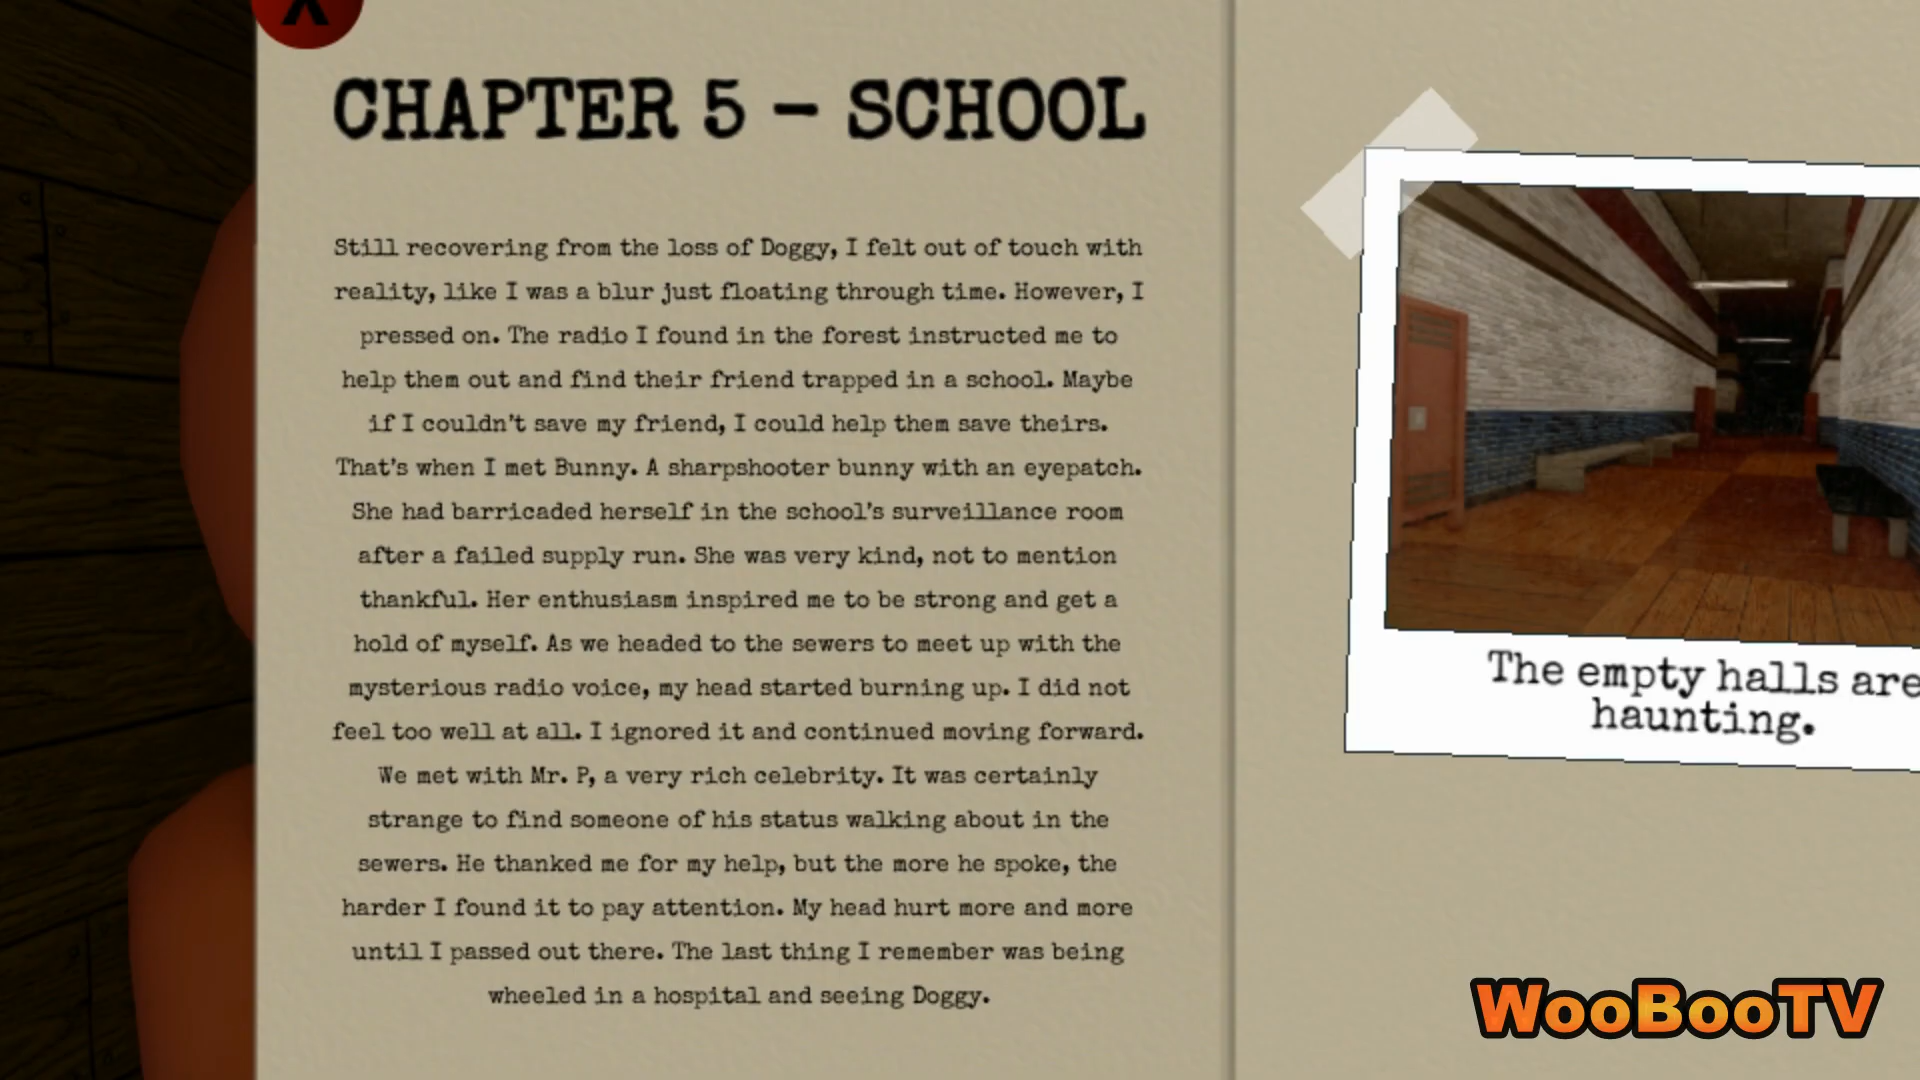 X
CHAPTER 5 - SCHOOL
Still recovering from the loss of Doggy, I felt out of touch with
reality, like I was a blur just floating through time. However, I
pressed on. The radio I found in the forest instructed me to
help them out and find their friend trapped in a school. Maybe
if I couldn't save my friend, I could help them save theirs.
That's when I met Bunny. A sharpshooter bunny with an eyepatch.
She had barricaded herself in the school's surveillance room
after a failed supply run. She was very kind, not to mention
thankful. Her enthusiasm inspired me to be strong and get a
hold of myself. As we headed to the sewers to meet up with the
mysterious radio voice, my head started burning up. I did not
feel too well at all. I ignored it and continued moving forward.
We met with Mr. P, a very rich celebrity. It was certainly
strange to find someone of his status walking about in the
sewers. He thanked me for my help, but the more he spoke, the
harder I found it to pay attention. My head hurt more and more
until I passed out there. The last thing I remember was being
wheeled in a hospital and seeing Doggy.
The empty halls are
haunting.
WooBooTV